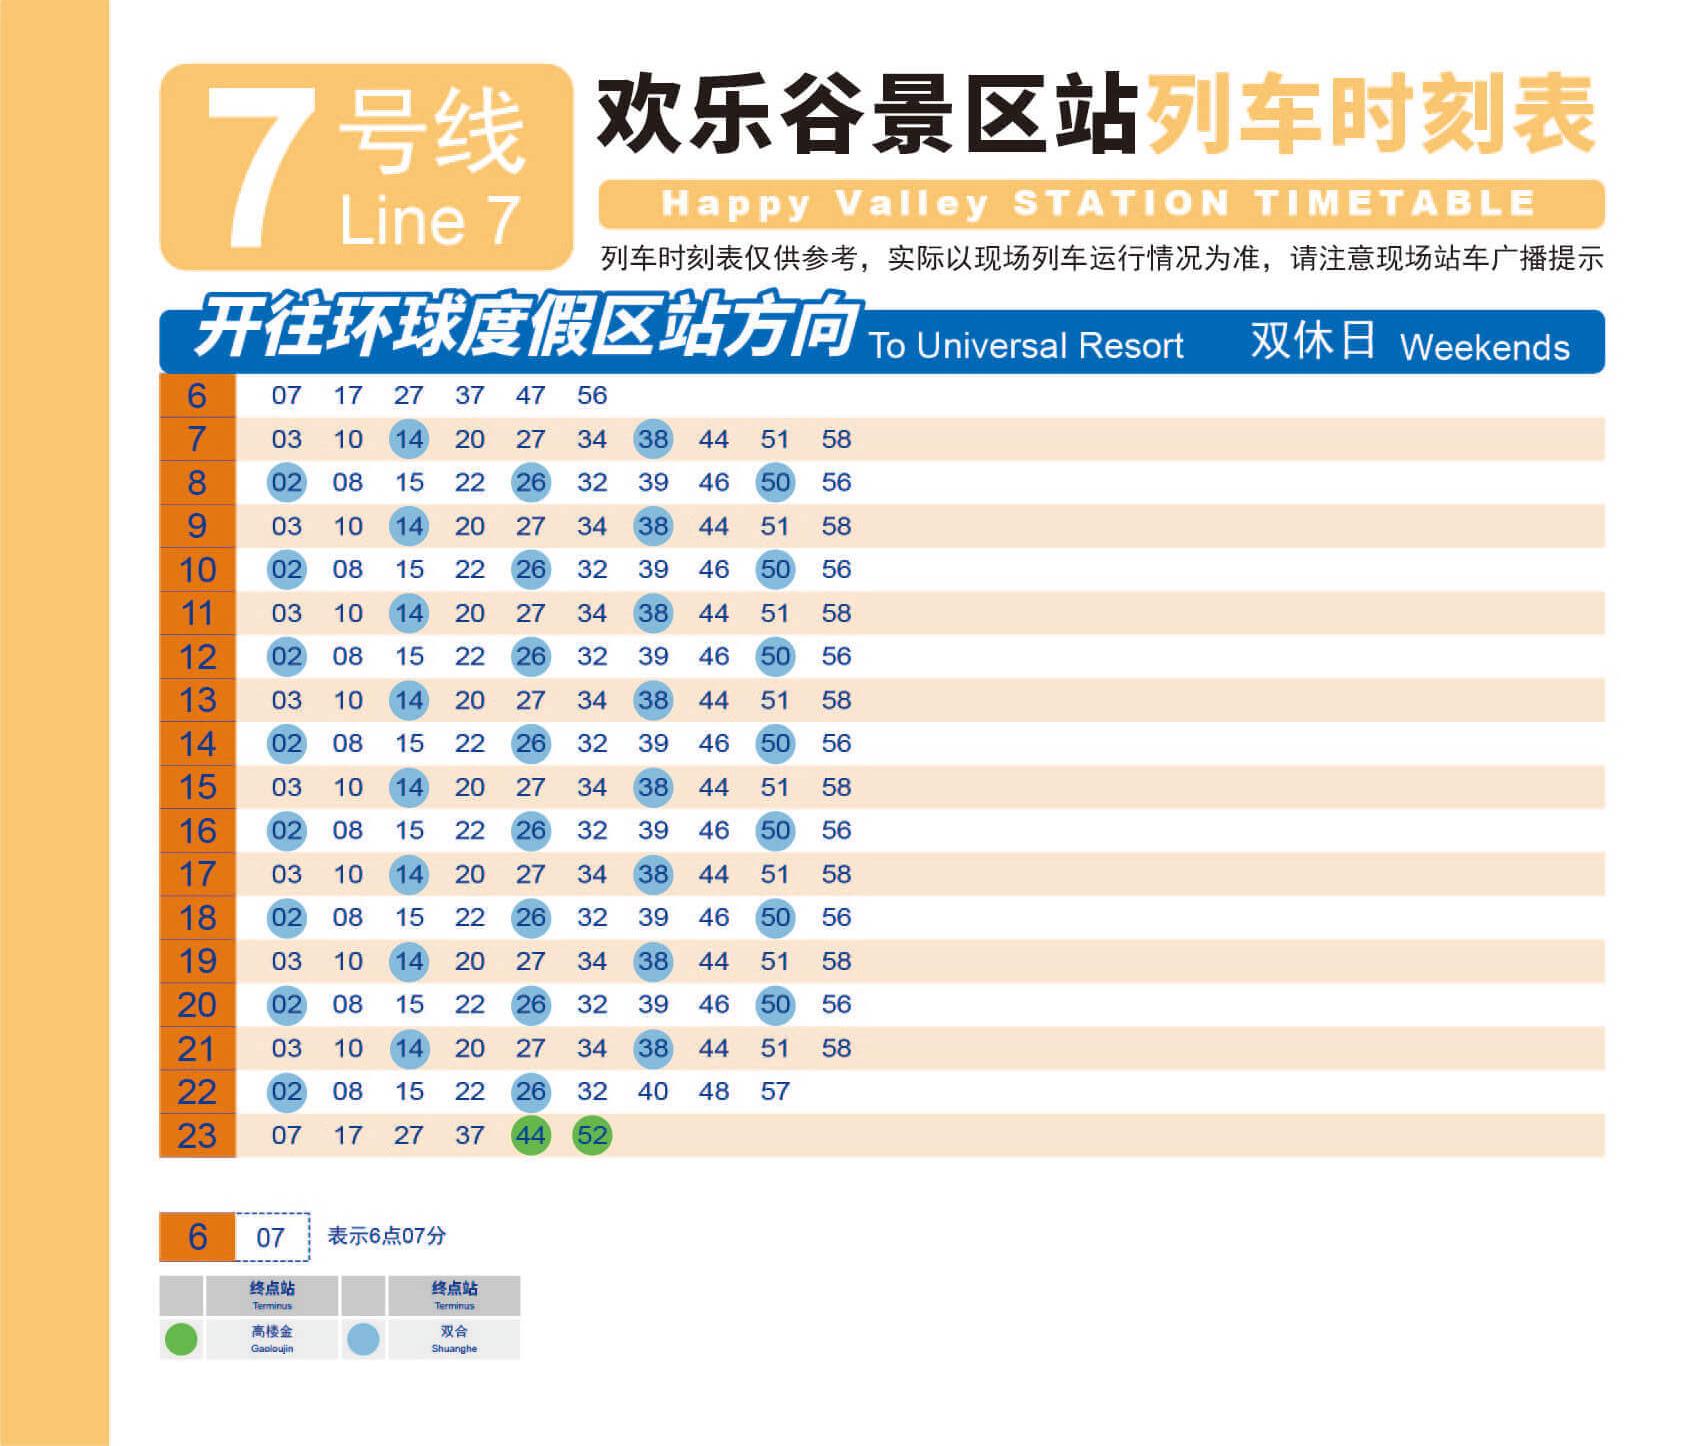 7号线
Line 7
欢乐谷景区站列车时刻表
Happy Valley STATION TIMETABLE
列车时刻表仅供参考，实际以现场列车运行情况为准，请注意现场站车广播提示
开往环球度假区站方向 To Universal Resort 双休日 Weekends
6 07 17 27 37 47 56
7 03 10 14 20 27 34 38 44 51 58
8 02 08 15 22 26 32 39 46 50 56
9 03 10 14 20 27 34 38 44 51 58
10 02 08 15 22 26 32 39 46 50 56
11 03 10 14 20 27 34 38 44 51 58
12 02 08 15 22 26 32 39 46 50 56
13 03 10 14 20 27 34 38 44 51 58
14 02 08 15 22 26 32 39 46 50 56
15 03 10 14 20 27 34 38 44 51 58
16 02 08 15 22 26 32 39 46 50 56
17 03 10 14 20 27 34 38 44 51 58
18 02 08 15 22 26 32 39 46 50 56
19 03 10 14 20 27 34 38 44 51 58
20 02 08 15 22 26 32 39 46 50 56
21 03 10 14 20 27 34 38 44 51 58
22 02 08 15 22 26 32 40 48 57
23 07 17 27 37 44 52
6 07 表示6点07分
终点站 终点站
Terminus Terminus
高楼金 双合
Gaoloujin Shuanghe